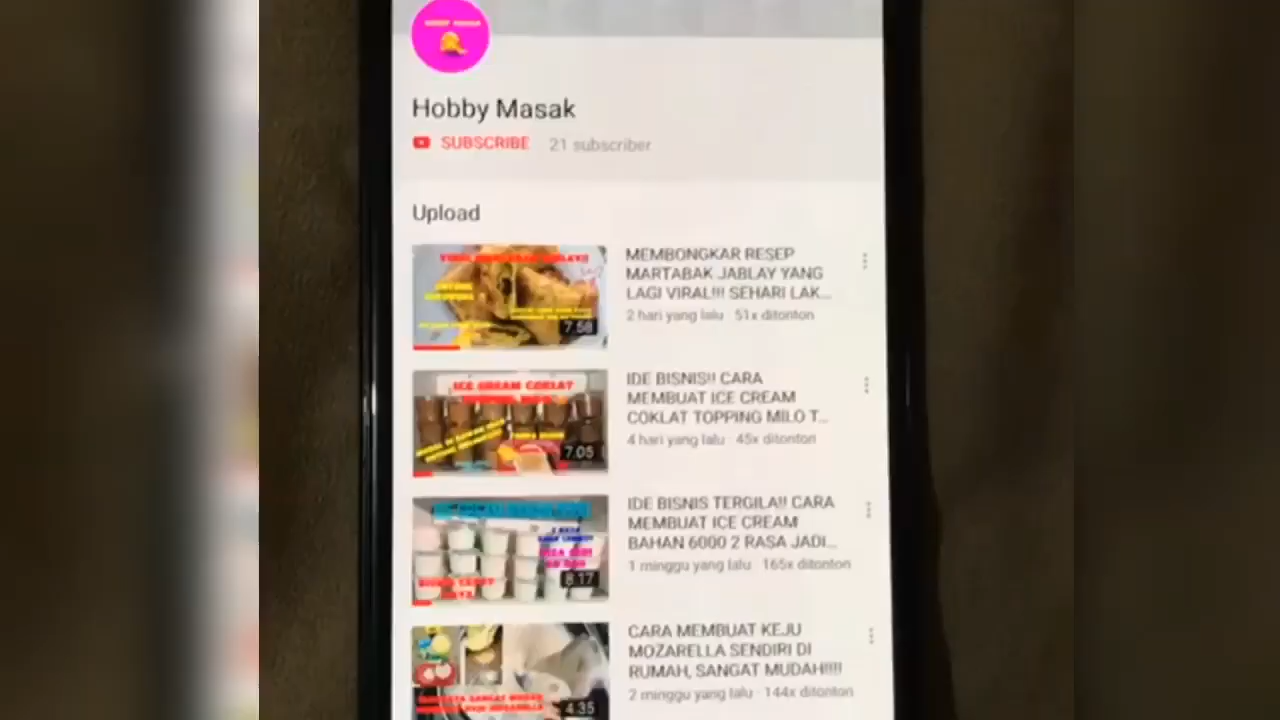 Hobby Masak
SUBSCRIBE 21 subscriber
Upload
MEMBONGKAR RESEP
MARTABAK JABLAY YANG
LAGI VIRAL!!! SEHARI LAK...
2 hari yang lalu · 51x ditonton
7.58
ICE CREAM COKLAT
IDE BISNIS!! CARA
MEMBUAT ICE CREAM
COKLAT TOPPING MILO T...
4 hari yang lalu · 45x ditonton
7.05
IDE BISNIS TERGILA!! CARA
MEMBUAT ICE CREAM
BAHAN 6000 2 RASA JADI...
1 minggu yang lalu · 165x ditonton
8.17
CARA MEMBUAT KEJU
MOZARELLA SENDIRI DI
RUMAH, SANGAT MUDAH!!!!
2 minggu yang lalu · 144x ditonton
4.35